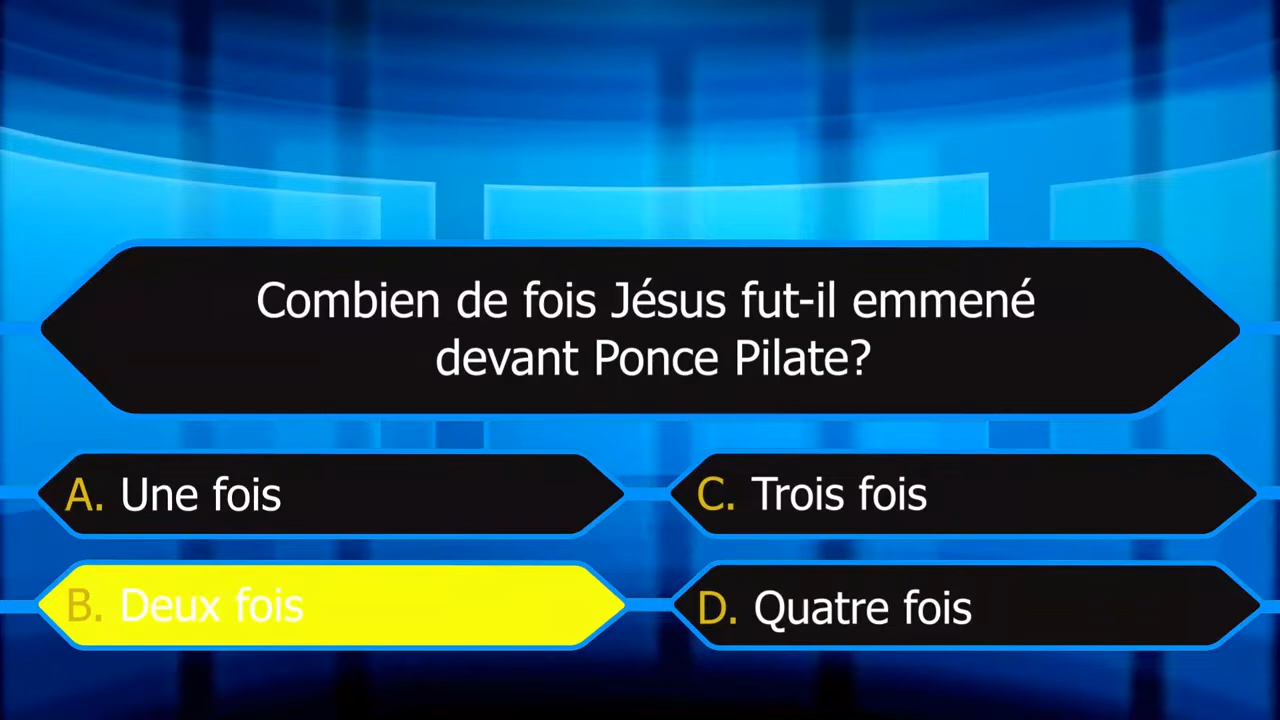 Combien de fois Jésus fut-il emmené
devant Ponce Pilate?
A. Une fois
B. Deux fois
C. Trois fois
D. Quatre fois